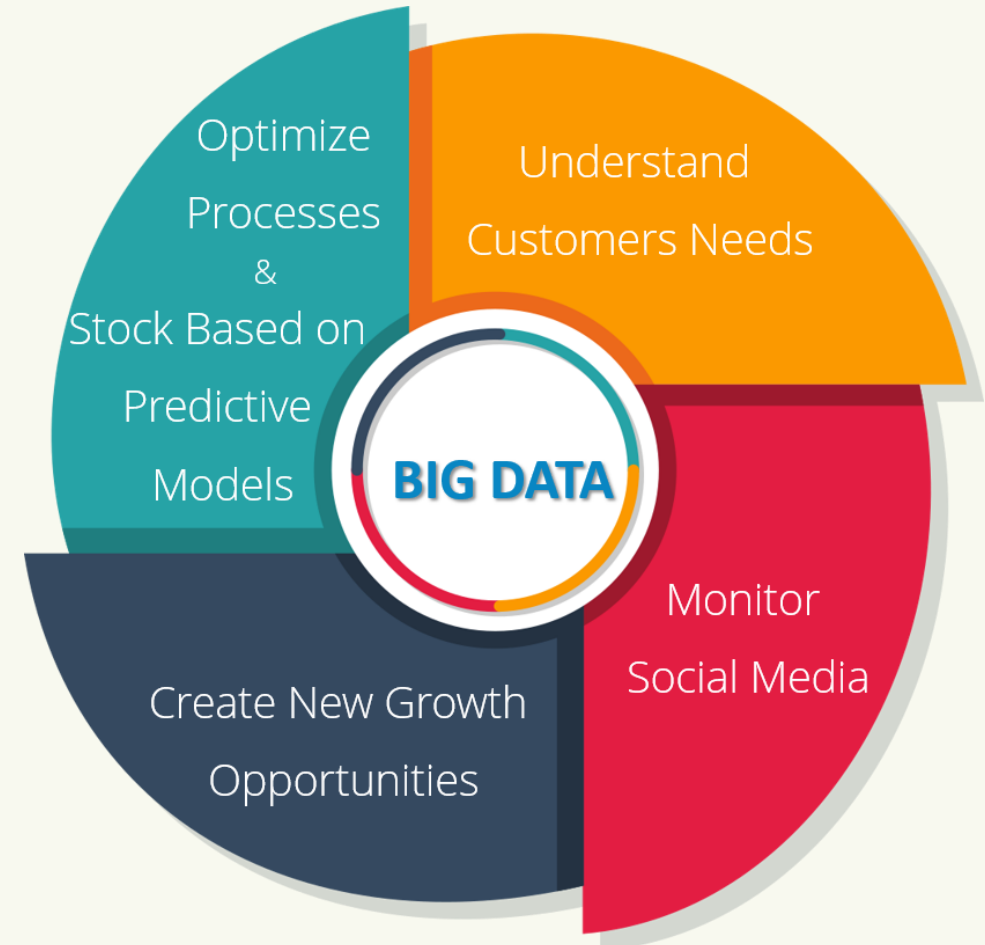 Optimize
Processes
&
Stock Based on
Predictive
Models
Understand
Customers Needs
BIG DATA
Monitor
Social Media
Create New Growth
Opportunities